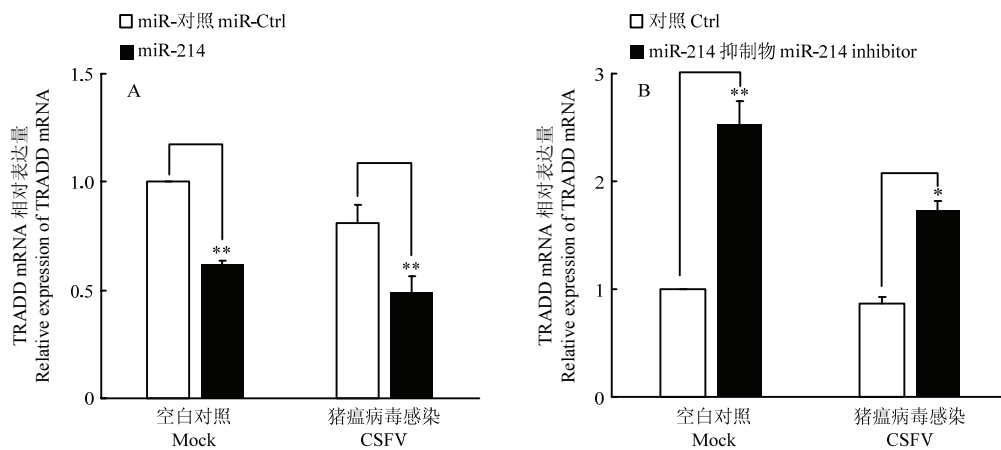 miR-对照 miR-Ctrl
miR-214
A
TRADD mRNA 相对表达量
Relative expression of TRADD mRNA
1.5
1.0
0.5
0
**
**
空白对照
Mock
猪瘟病毒感染
CSFV
对照 Ctrl
miR-214 抑制物 miR-214 inhibitor
B
TRADD mRNA 相对表达量
Relative expression of TRADD mRNA
3
2
1
0
**
*
空白对照
Mock
猪瘟病毒感染
CSFV